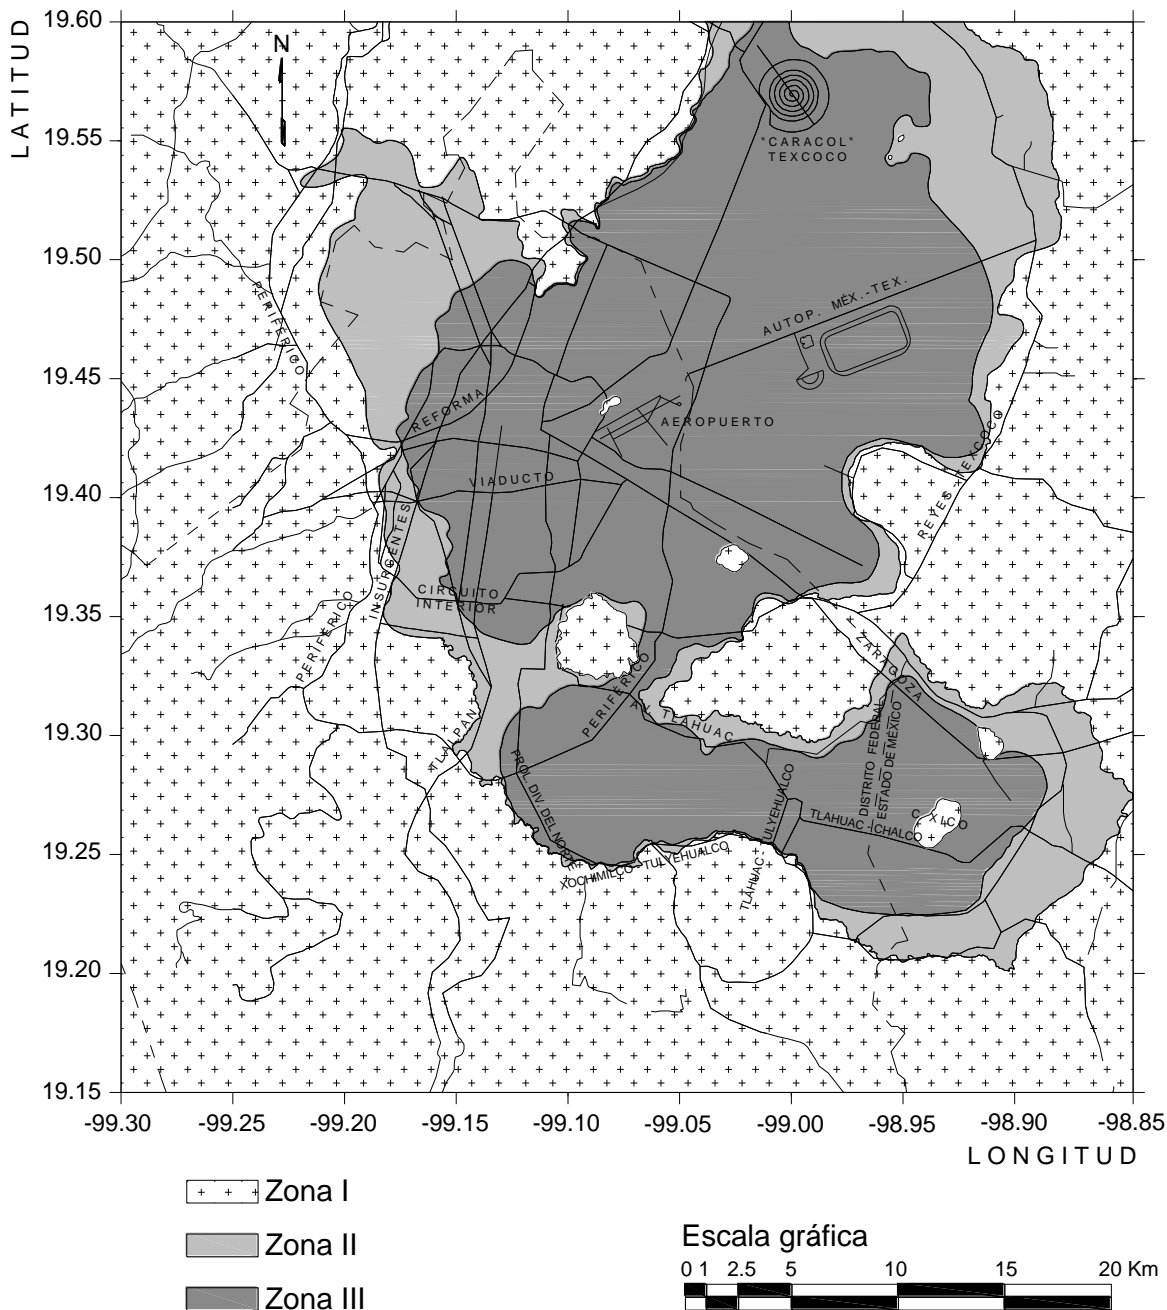 LATITUD
19.60
19.55
19.50
19.45
19.40
19.35
19.30
19.25
19.20
19.15
N
"CARACOL"
TEXCOCO
PERIFÉRICO
AUTOP. MÉX.-TEX.
REFORMA
AEROPUERTO
VIADUCTO
REYES-TEXCOCO
INSURGENTES
CIRCUITO
INTERIOR
PERIFÉRICO
ZARAGOZA
PERIFÉRICO
AV. TLAHUAC
TLALPAN
DISTRITO FEDERAL
ESTADO DE MÉXICO
PROL. DIV. DEL NORTE
TLAHUAC - TULYEHUALCO
TLAHUAC - CHALCO
XOCHIMILCO - TULYEHUALCO
-99.30
-99.25
-99.20
-99.15
-99.10
-99.05
-99.00
-98.95
-98.90
-98.85
LONGITUD
Zona I
Zona II
Zona III
Escala gráfica
0 1 2.5 5 10 15 20 Km